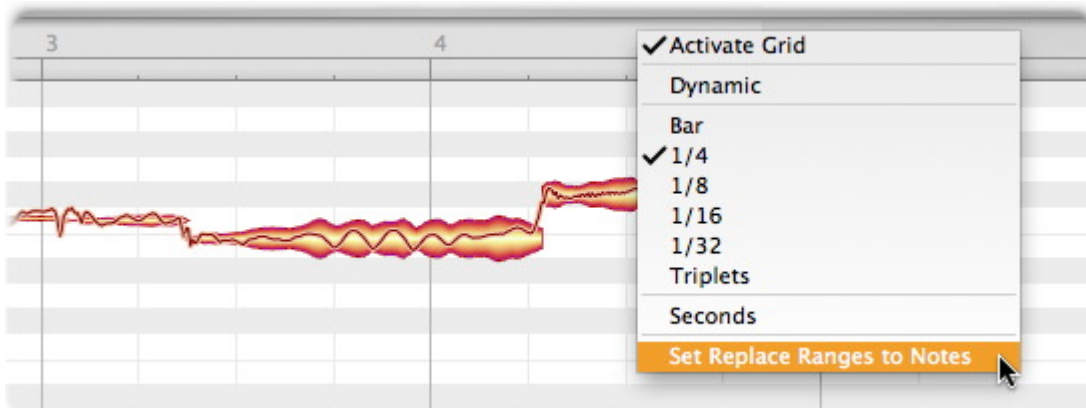 3
4
Activate Grid
Dynamic
Bar
1/4
1/8
1/16
1/32
Triplets
Seconds
Set Replace Ranges to Notes